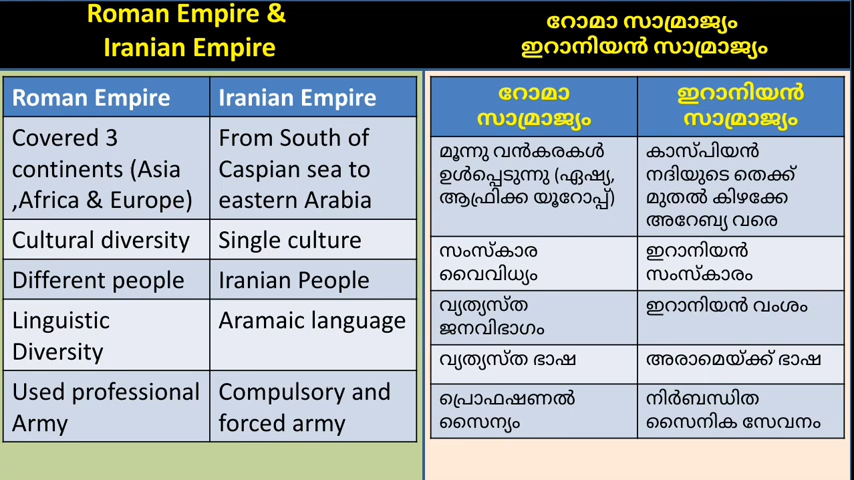 Roman Empire &
Iranian Empire
Roman Empire
Iranian Empire
Covered 3
continents (Asia
,Africa & Europe)
From South of
Caspian sea to
eastern Arabia
Cultural diversity
Single culture
Different people
Iranian People
Linguistic
Diversity
Aramaic language
Used professional
Army
Compulsory and
forced army
റോമാ സാമ്രാജ്യം
ഇറാനിയൻ സാമ്രാജ്യം
റോമാ
സാമ്രാജ്യം
ഇറാനിയൻ
സാമ്രാജ്യം
മൂന്നു വൻകരകൾ
ഉൾപ്പെടുന്നു (ഏഷ്യ,
ആഫ്രിക്ക യൂറോപ്പ്)
കാസ്പിയൻ
നദിയുടെ തെക്ക്
മുതൽ കിഴക്കേ
അറേബ്യ വരെ
സംസ്കാര
വൈവിധ്യം
ഇറാനിയൻ
സംസ്കാരം
വ്യത്യസ്ത
ജനവിഭാഗം
ഇറാനിയൻ വംശം
വ്യത്യസ്ത ഭാഷ
അരാമെയ്ക്ക് ഭാഷ
പ്രൊഫഷണൽ
സൈന്യം
നിർബന്ധിത
സൈനിക സേവനം